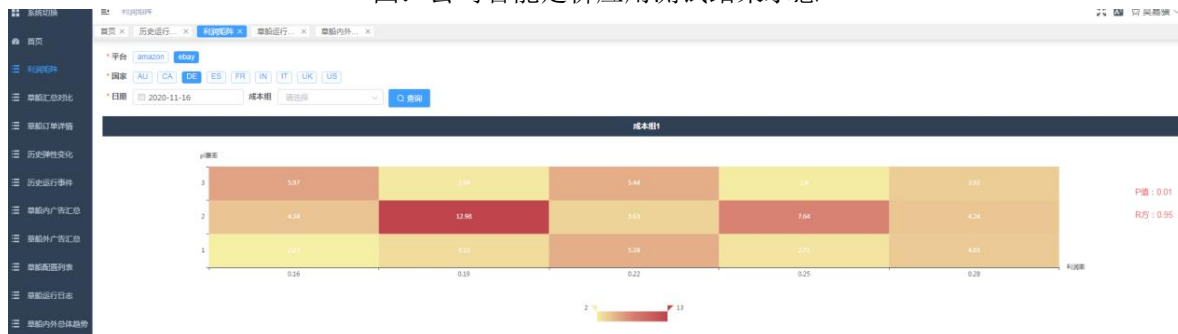 系统切换
利润矩阵
首页 × 历史运行... × 利润矩阵 × 草船运行... × 草船内外... ×
首页
利润矩阵
草船汇总对比
草船订单详情
历史弹性变化
历史运行事件
草船内广告汇总
草船外广告汇总
草船配置列表
草船运行日志
草船内外总体趋势
* 平台 amazon ebay
* 国家 AU CA DE ES FR IN IT UK US
* 日期 2020-11-16 成本组 请选择 查询
成本组1
3 5.97 5.44
2 4.34 12.98 3.63 7.64 4.24
1 5.28 4.03
0.16 0.19 0.22 0.25 0.28
利润率
P值：0.01
R方：0.95
2 13